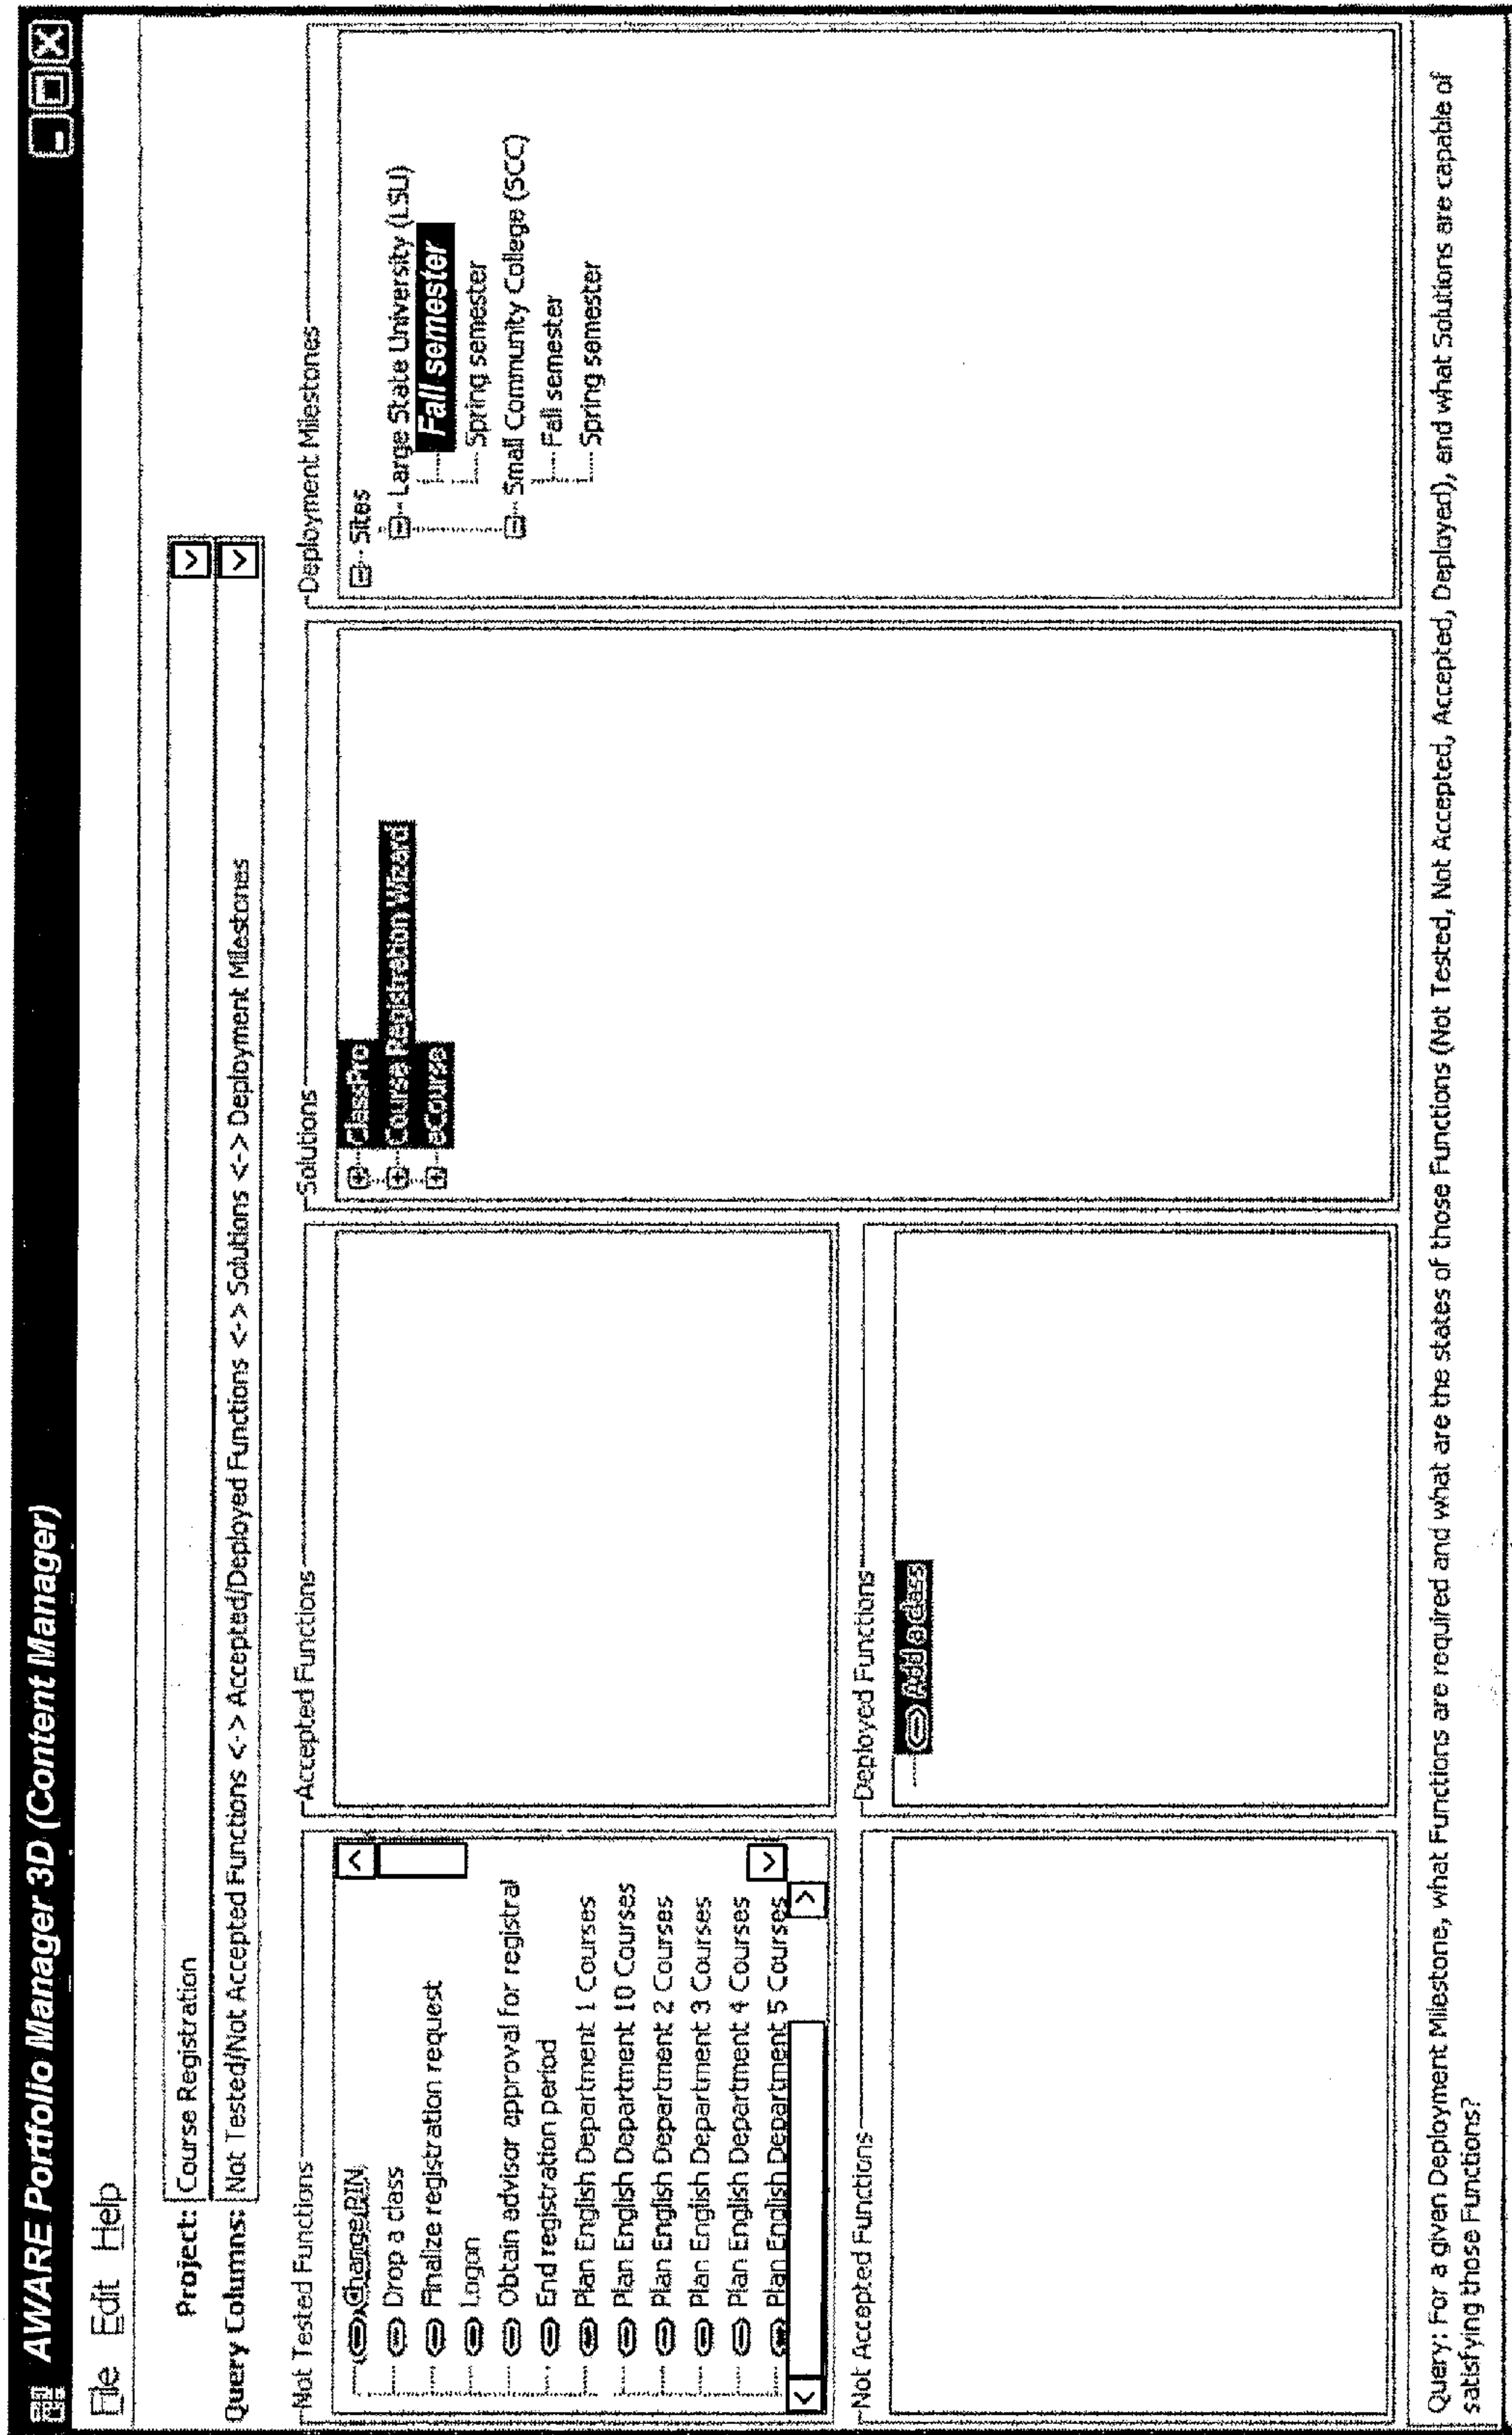 AWARE Portfolio Manager 3D (Content Manager)
File Edit Help
Project: Course Registration
Query Columns: Not Tested/Not Accepted Functions <-> Accepted/Deployed Functions <-> Solutions <-> Deployment Milestones
Not Tested Functions
Change PIN
Drop a class
Finalize registration request
Logon
Obtain advisor approval for registrat
End registration period
Plan English Department 1 Courses
Plan English Department 10 Courses
Plan English Department 2 Courses
Plan English Department 3 Courses
Plan English Department 4 Courses
Plan English Department 5 Courses
Not Accepted Functions
Accepted Functions
Deployed Functions
Add a class
Solutions
ClassPro
Course Registration Wizard
eCourse
Deployment Milestones
Sites
Large State University (LSU)
Fall semester
Spring semester
Small Community College (SCC)
Fall semester
Spring semester
Query: For a given Deployment Milestone, what Functions are required and what are the states of those Functions (Not Tested, Not Accepted, Accepted, Deployed), and what Solutions are capable of
satisfying those Functions?